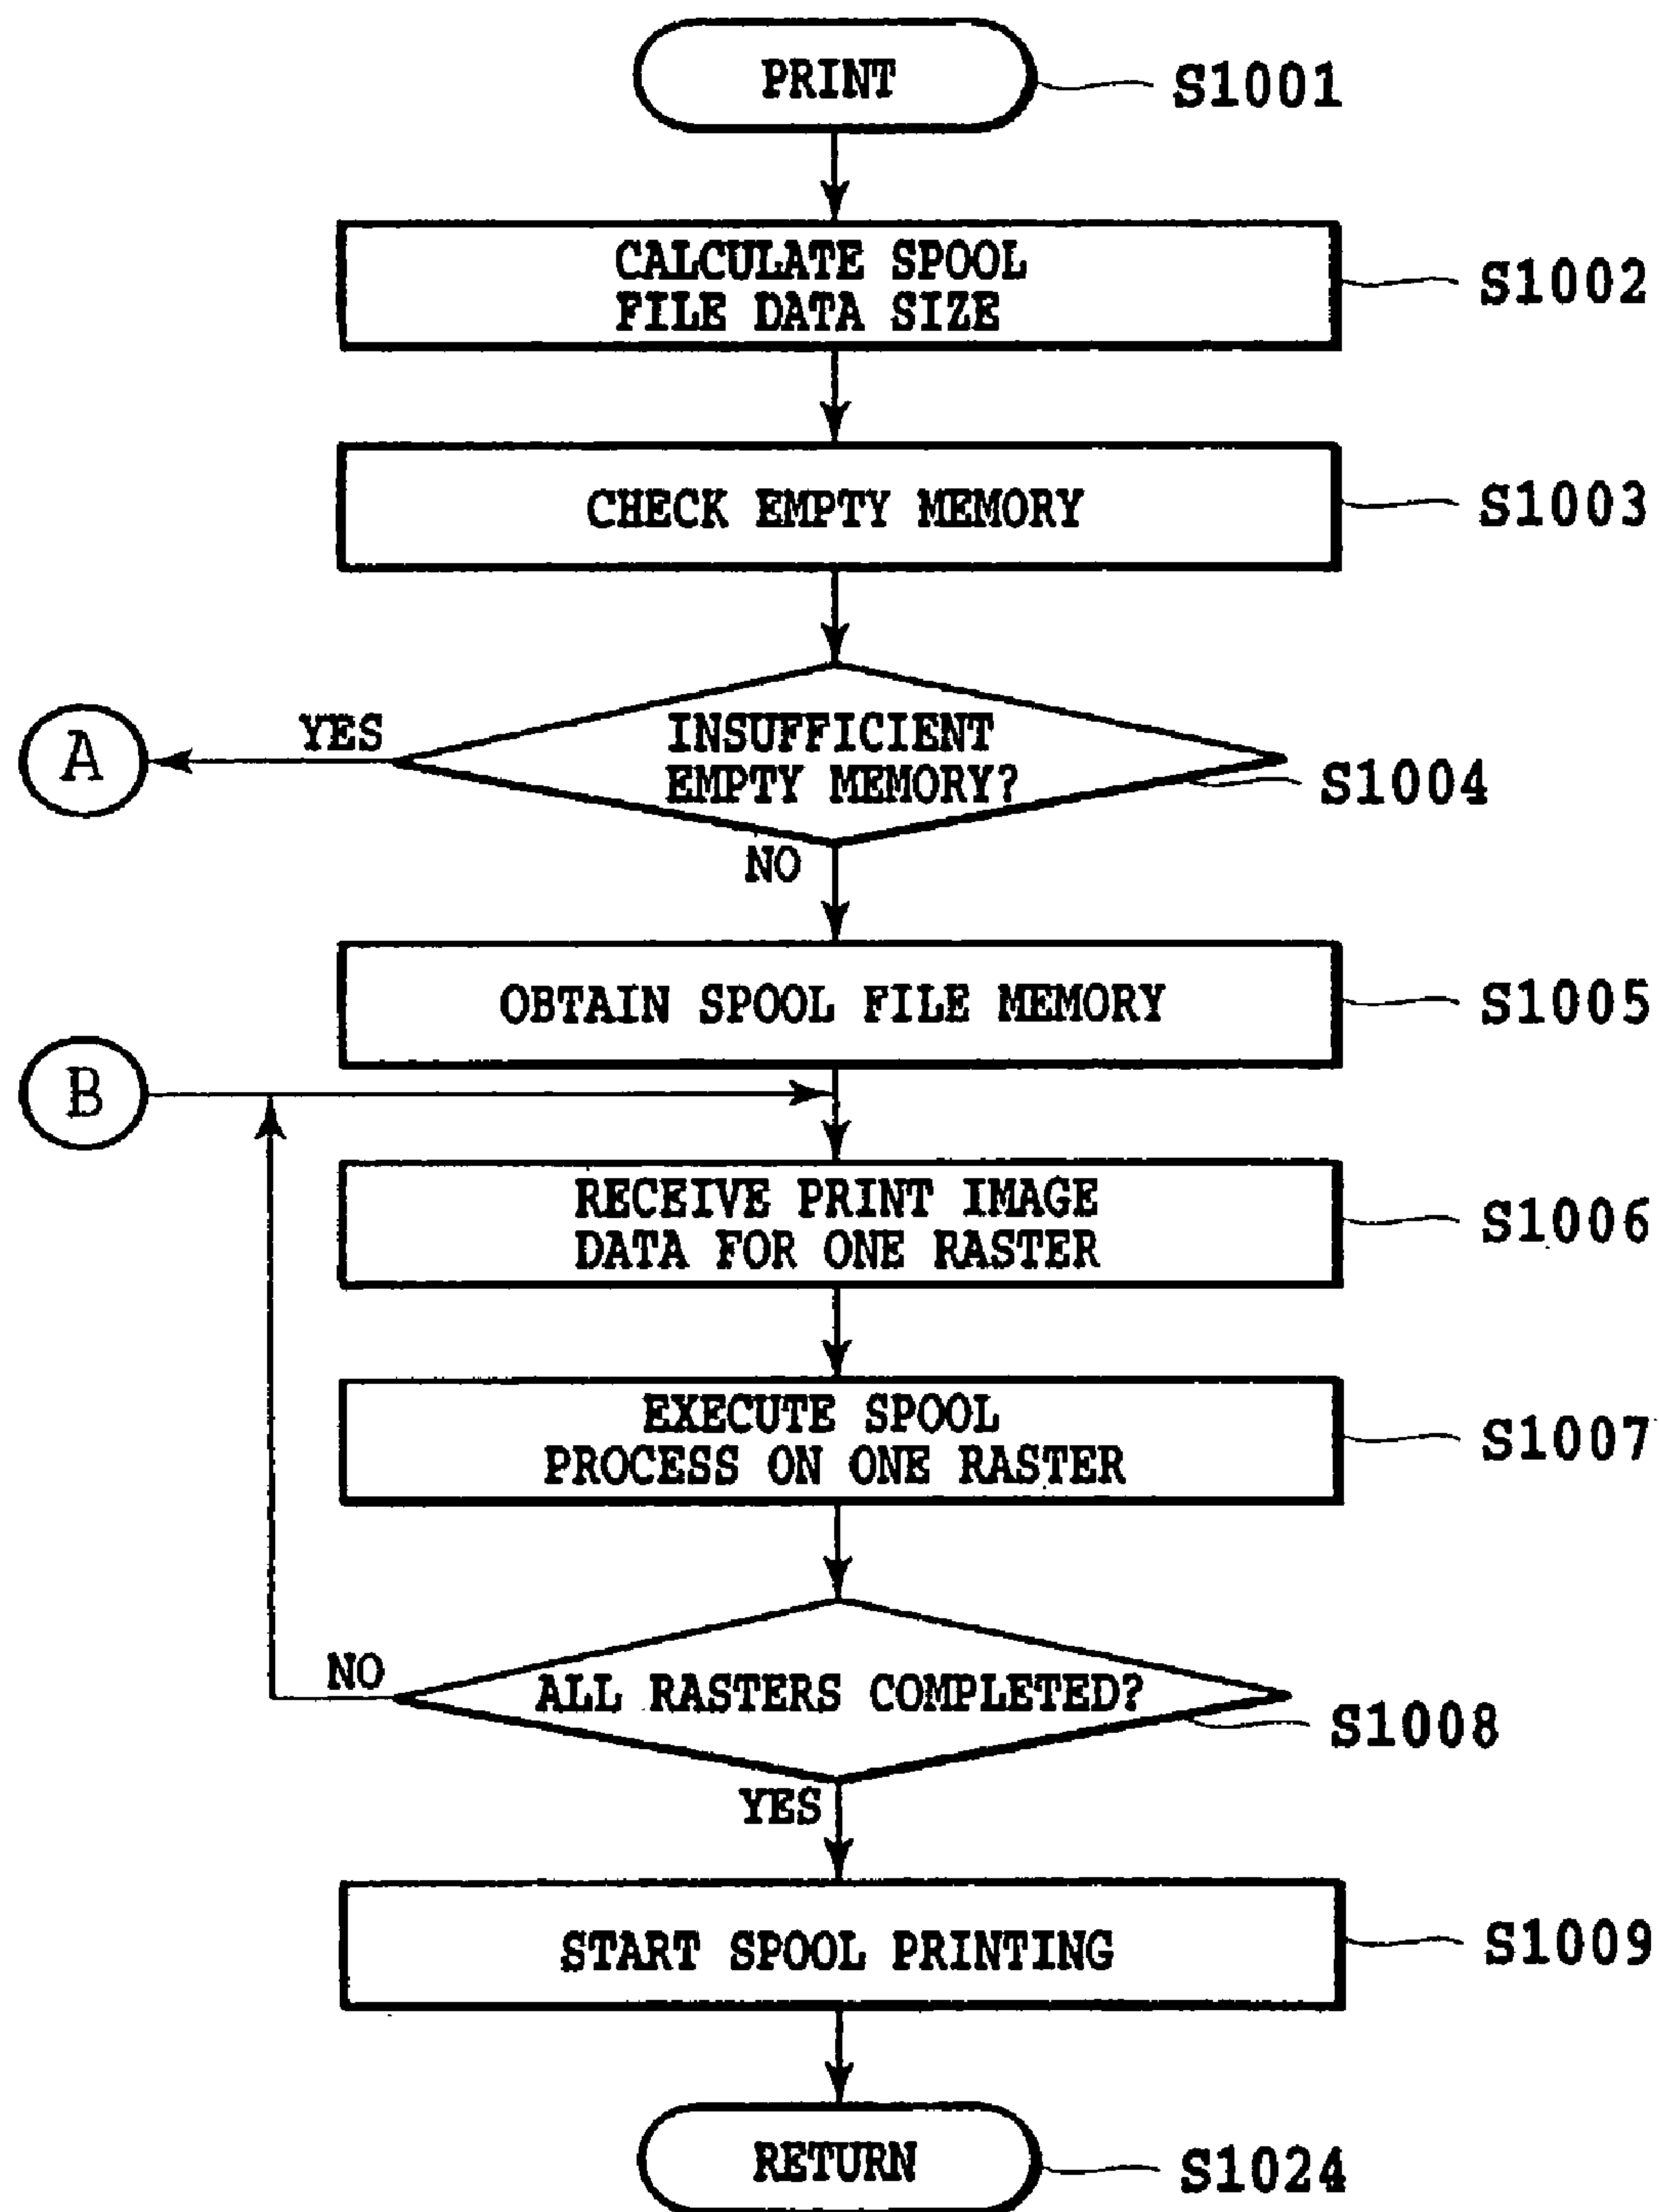 PRINT
S1001
CALCULATE SPOOL
FILE DATA SIZE
S1002
CHECK EMPTY MEMORY
S1003
A
YES
INSUFFICIENT
EMPTY MEMORY?
S1004
NO
OBTAIN SPOOL FILE MEMORY
S1005
B
RECEIVE PRINT IMAGE
DATA FOR ONE RASTER
S1006
EXECUTE SPOOL
PROCESS ON ONE RASTER
S1007
NO
ALL RASTERS COMPLETED?
S1008
YES
START SPOOL PRINTING
S1009
RETURN
S1024